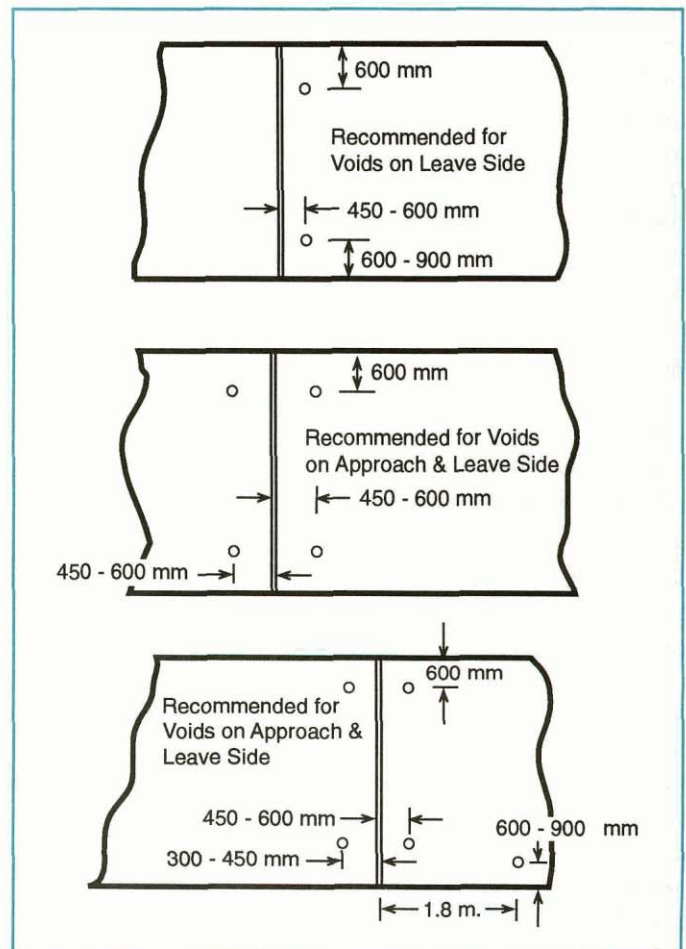 600 mm
Recommended for
Voids on Leave Side
450 - 600 mm
600 - 900 mm
600 mm
Recommended for Voids
on Approach & Leave Side
450 - 600 mm
450 - 600 mm
600 mm
Recommended for
Voids on Approach &
Leave Side
450 - 600 mm
600 - 900 mm
300 - 450 mm
1.8 m.